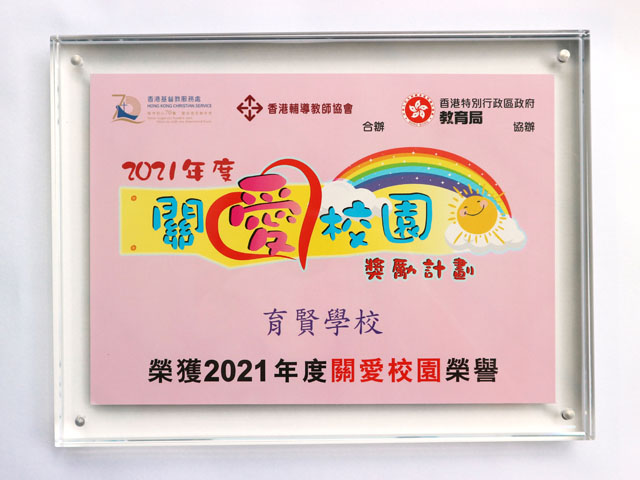 香港基督教服務處
HONG KONG CHRISTIAN SERVICE
香港輔導教師協會
合辦
香港特別行政區政府
教育局
協辦
2021年度
關愛校園
獎勵計劃
育賢學校
榮獲2021年度關愛校園榮譽